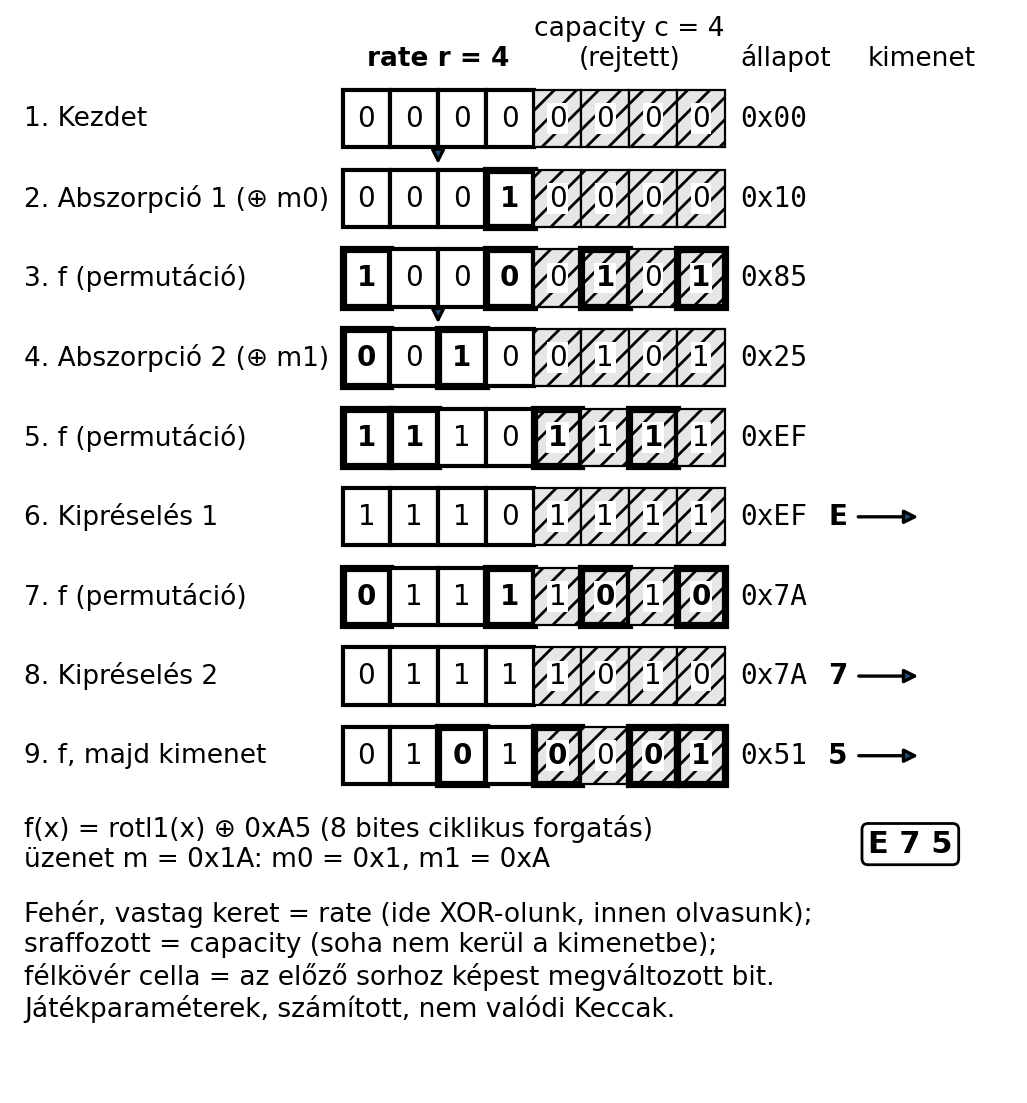 capacity c = 4
rate r = 4 (rejtett) állapot kimenet
1. Kezdet 0 0 0 0 0 0 0 0 0x00
2. Abszorpció 1 (⊕ m0) 0 0 0 1 0 0 0 0 0x10
3. f (permutáció) 1 0 0 0 0 1 0 1 0x85
4. Abszorpció 2 (⊕ m1) 0 0 1 0 0 1 0 1 0x25
5. f (permutáció) 1 1 1 0 1 1 1 1 0xEF
6. Kipréselés 1 1 1 1 0 1 1 1 1 0xEF E
7. f (permutáció) 0 1 1 1 1 0 1 0 0x7A
8. Kipréselés 2 0 1 1 1 1 0 1 0 0x7A 7
9. f, majd kimenet 0 1 0 1 0 0 0 1 0x51 5
f(x) = rotl1(x) ⊕ 0xA5 (8 bites ciklikus forgatás)
üzenet m = 0x1A: m0 = 0x1, m1 = 0xA
E 7 5
Fehér, vastag keret = rate (ide XOR-olunk, innen olvasunk);
sraffozott = capacity (soha nem kerül a kimenetbe);
félkövér cella = az előző sorhoz képest megváltozott bit.
Játékparaméterek, számított, nem valódi Keccak.